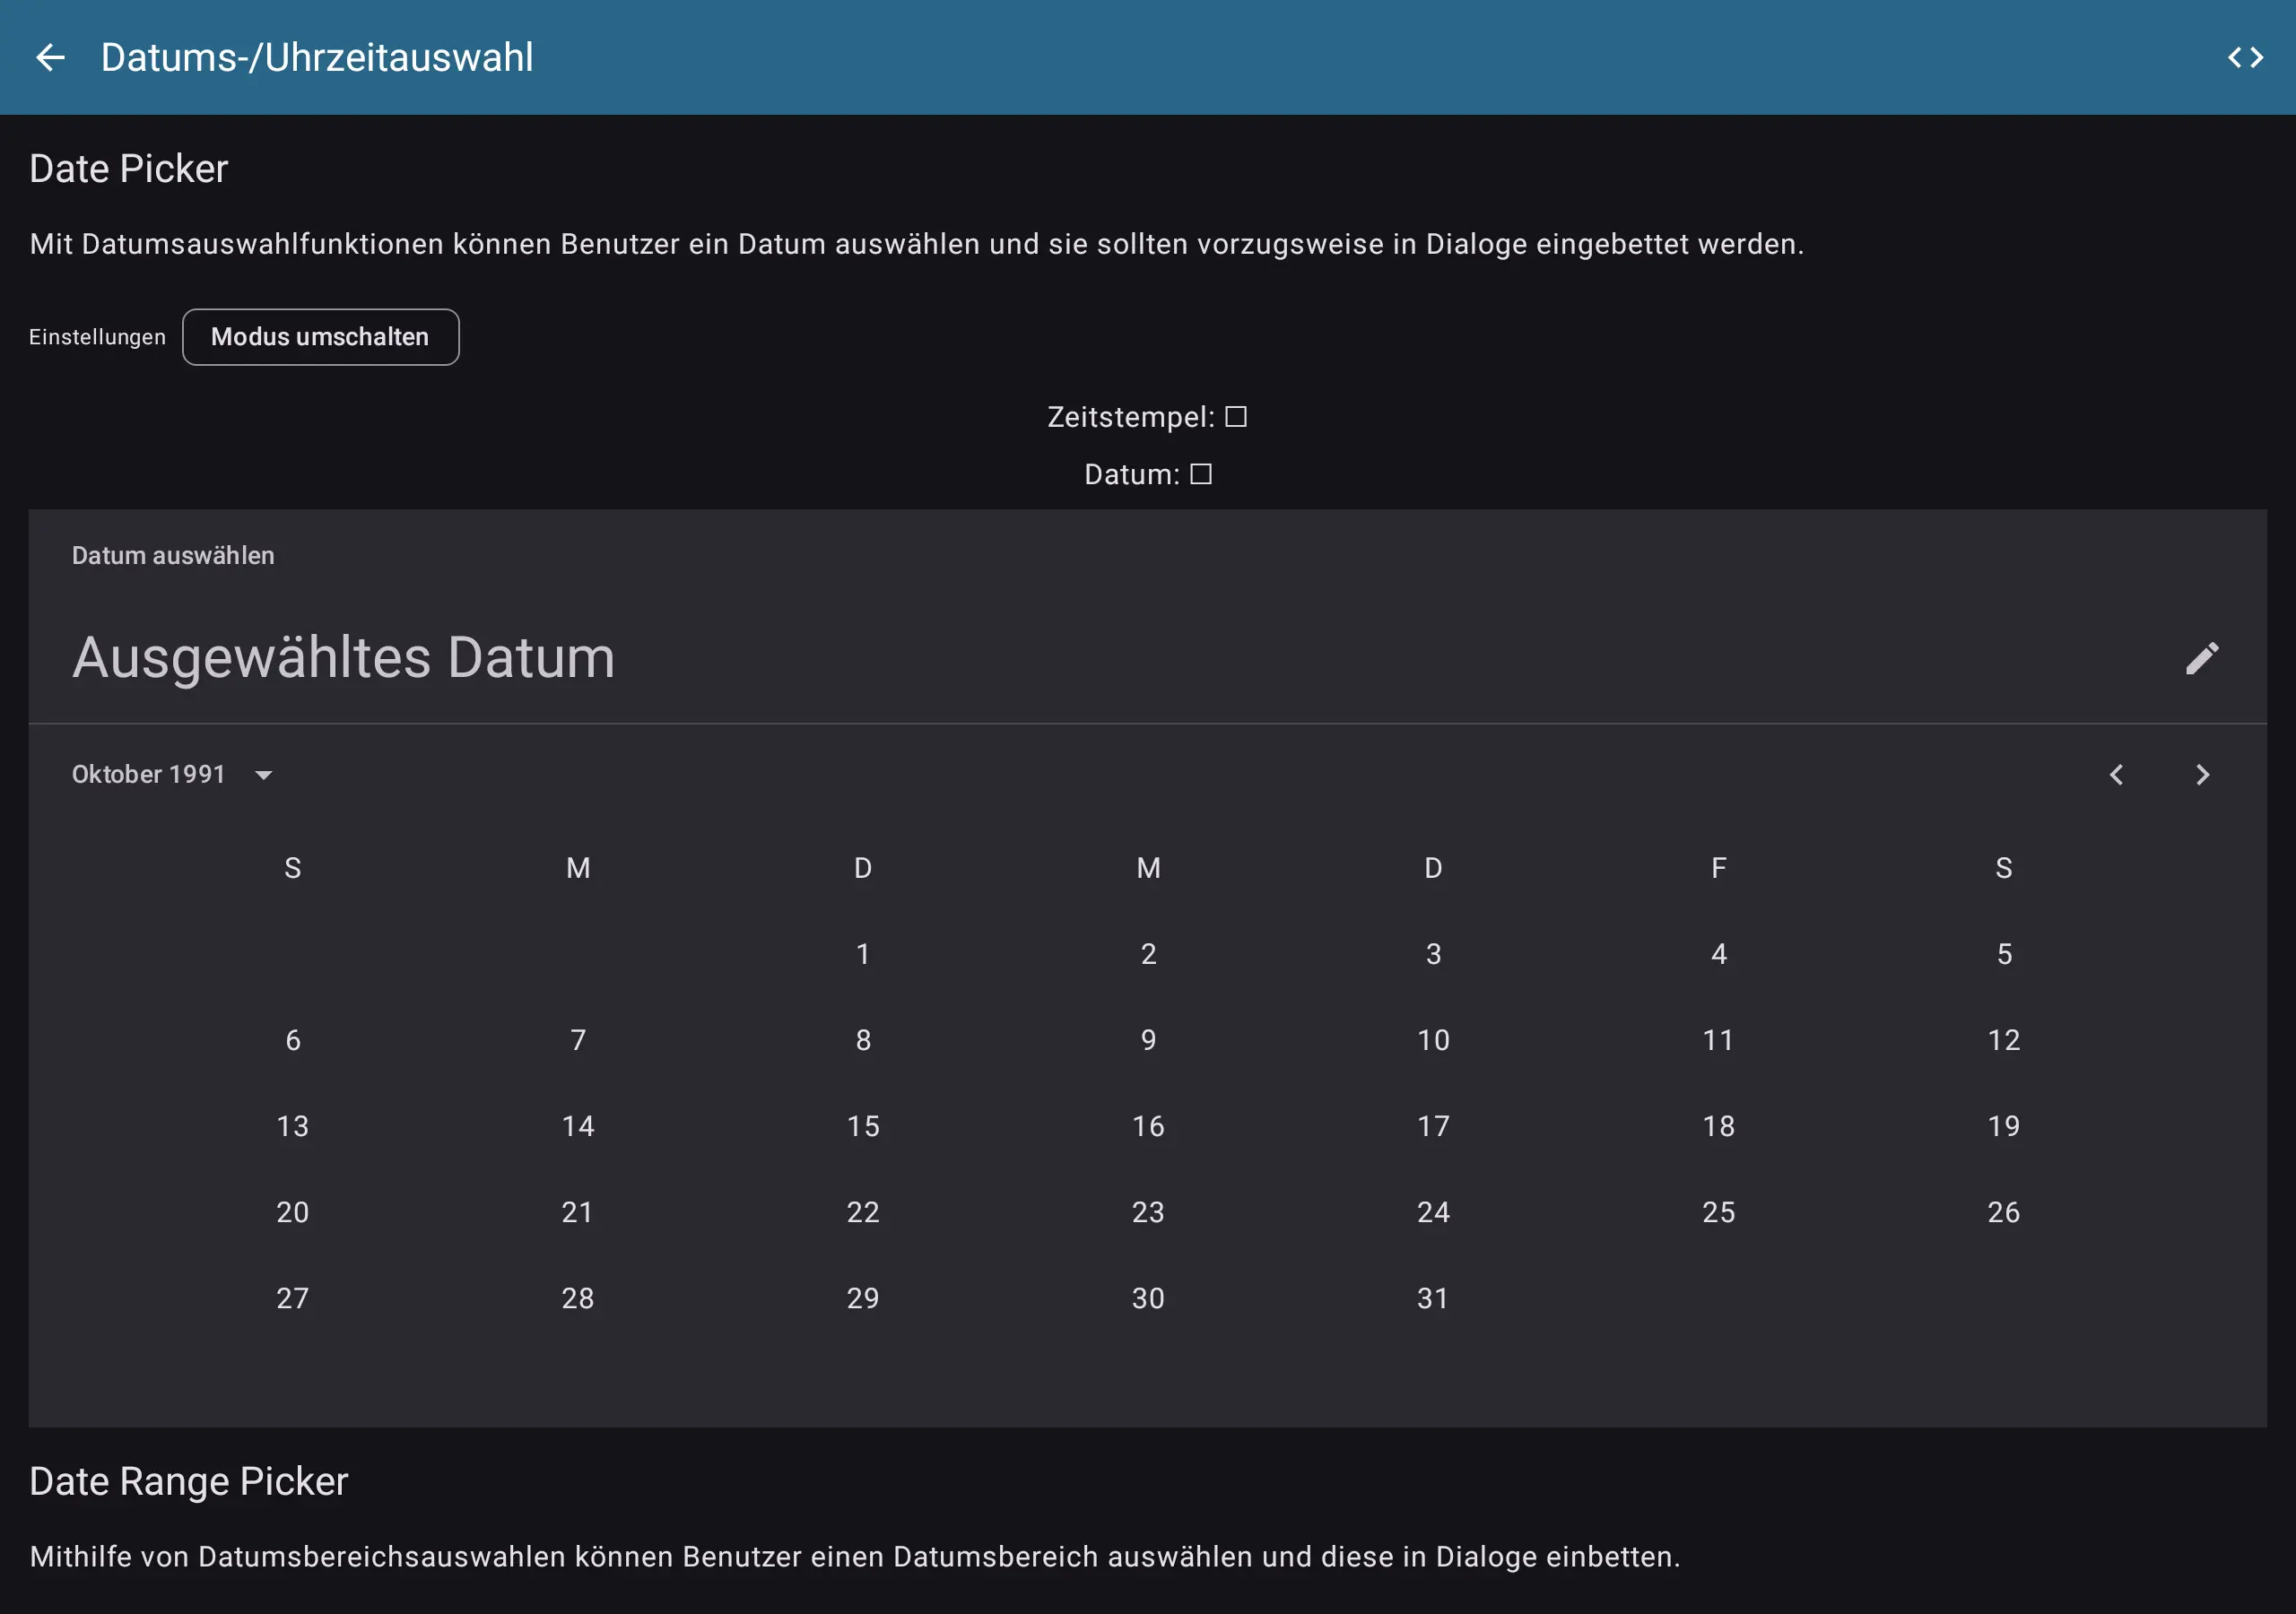 Datums-/Uhrzeitauswahl
Date Picker
Mit Datumsauswahlfunktionen können Benutzer ein Datum auswählen und sie sollten vorzugsweise in Dialoge eingebettet werden.
Einstellungen Modus umschalten
Zeitstempel: □
Datum: □
Datum auswählen
Ausgewähltes Datum
Oktober 1991
S M D M D F S
1 2 3 4 5
6 7 8 9 10 11 12
13 14 15 16 17 18 19
20 21 22 23 24 25 26
27 28 29 30 31
Date Range Picker
Mithilfe von Datumsbereichsauswahlen können Benutzer einen Datumsbereich auswählen und diese in Dialoge einbetten.